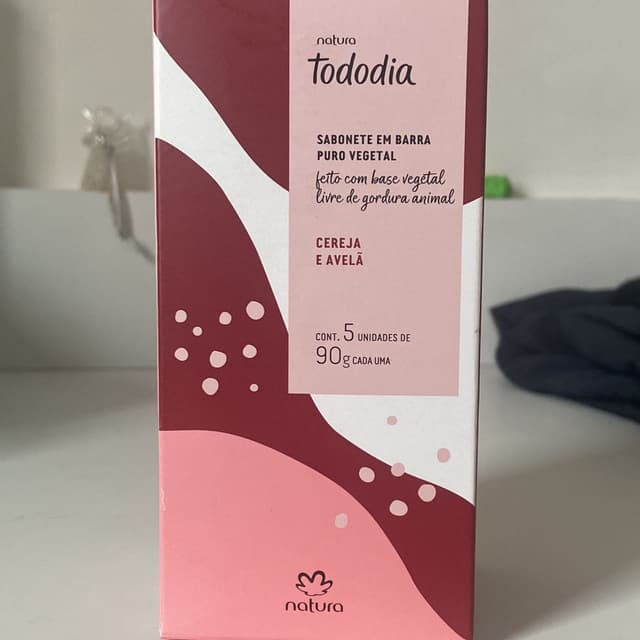 natura
Tododia
SABONETE EM BARRA
PURO VEGETAL
feito com base vegetal
livre de gordura animal
CEREJA
E AVELÃ
CONT. 5 UNIDADES DE
90g CADA UMA
natura